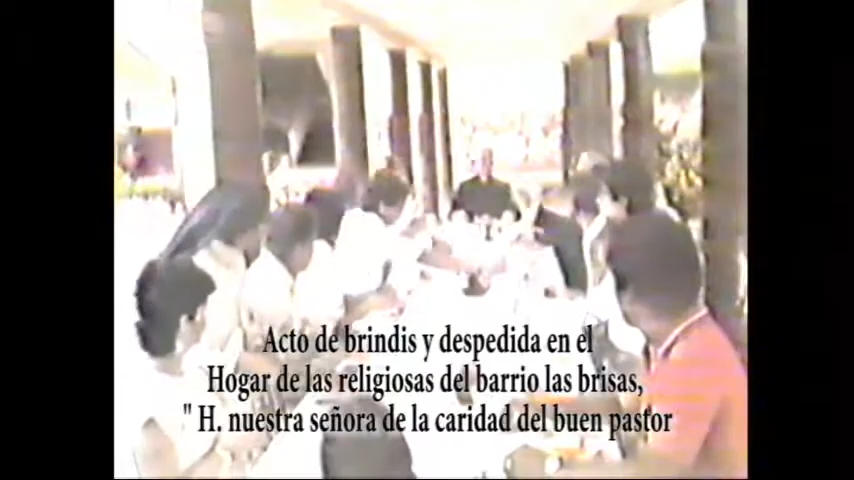 Acto de brindis y despedida en el
Hogar de las religiosas del barrio las brisas,
" H. nuestra señora de la caridad del buen pastor